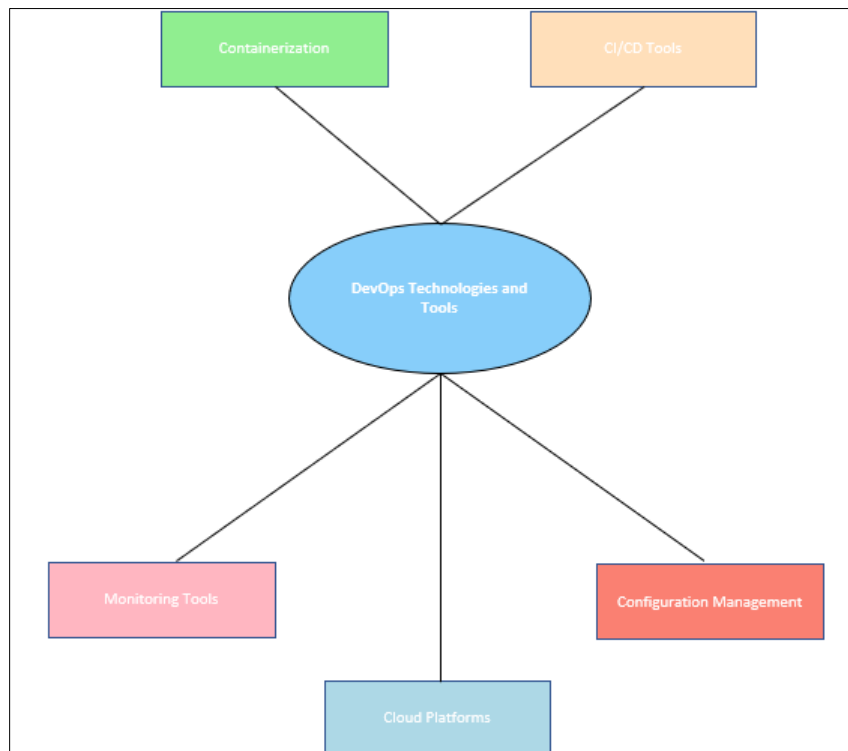 Containerization
CI/CD Tools
DevOps Technologies and
Tools
Monitoring Tools
Configuration Management
Cloud Platforms